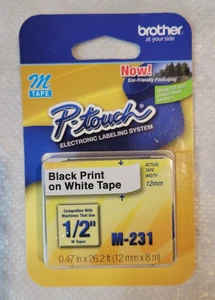 brother
at your side
Now!
Eco-Friendly Packaging
M
TAPE
P-touch
ELECTRONIC LABELING SYSTEM
Black Print
on White Tape
ACTUAL
TAPE
WIDTH
12mm
Compatible With
Machines That Use
1/2"
M Tapes
M-231
0.47 in x 26.2 ft (12 mm x 8 m)